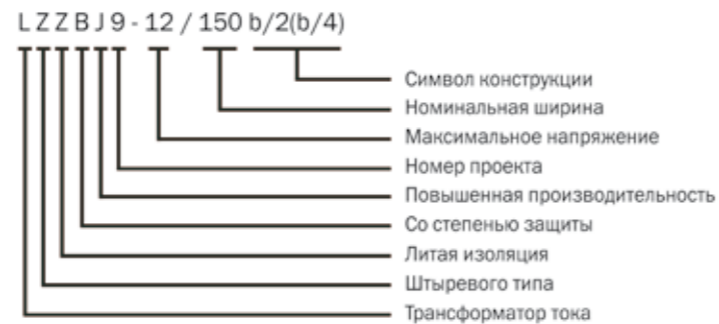 LZZBJ9-12/150 b/2(b/4)
Символ конструкции
Номинальная ширина
Максимальное напряжение
Номер проекта
Повышенная производительность
Со степенью защиты
Литая изоляция
Штыревого типа
Трансформатор тока